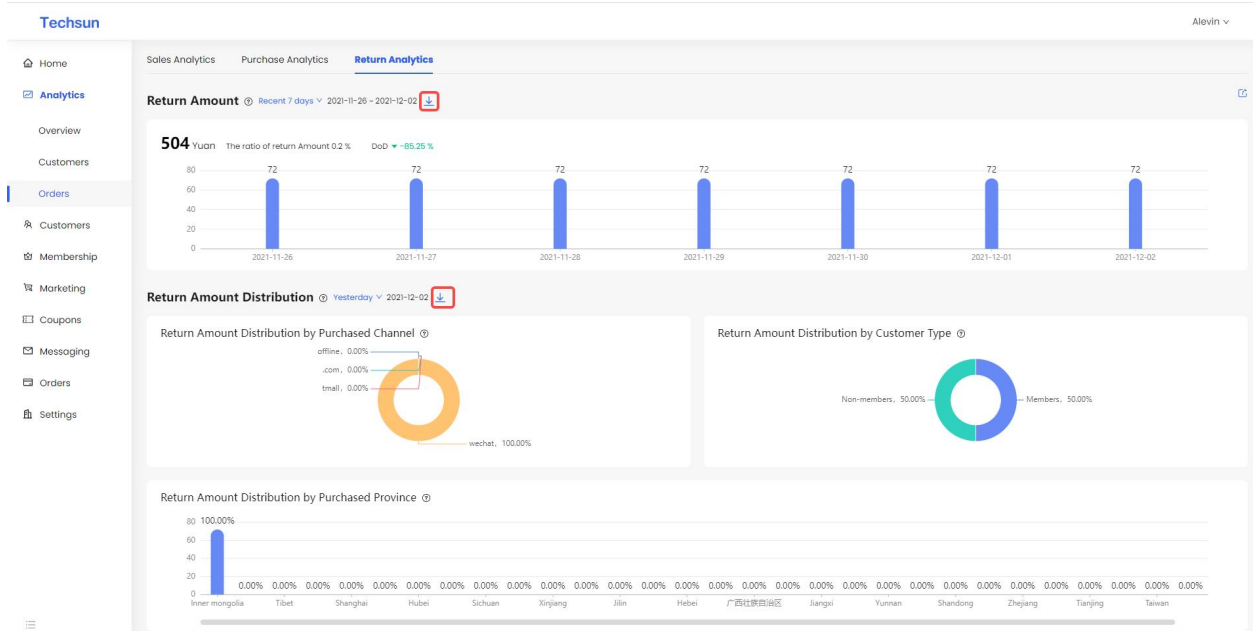 Techsun
Alevin
Home
Analytics
Overview
Customers
Orders
Customers
Membership
Marketing
Coupons
Messaging
Orders
Settings
Sales Analytics Purchase Analytics Return Analytics
Return Amount Recent 7 days 2021-11-26 ~ 2021-12-02
504 Yuan The ratio of return Amount 0.2 % DoD -85.25 %
80
60
40
20
0
72 72 72 72 72 72 72
2021-11-26 2021-11-27 2021-11-28 2021-11-29 2021-11-30 2021-12-01 2021-12-02
Return Amount Distribution Yesterday 2021-12-02
Return Amount Distribution by Purchased Channel
offline, 0.00%
.com, 0.00%
tmall, 0.00%
wechat, 100.00%
Return Amount Distribution by Customer Type
Non-members, 50.00% Members, 50.00%
Return Amount Distribution by Purchased Province
80
60
40
20
0
100.00% 0.00% 0.00% 0.00% 0.00% 0.00% 0.00% 0.00% 0.00% 0.00% 0.00% 0.00% 0.00% 0.00% 0.00% 0.00% 0.00% 0.00% 0.00% 0.00% 0.00% 0.00% 0.00% 0.00% 0.00% 0.00% 0.00% 0.00% 0.00% 0.00%
Inner mongolia Tibet Shanghai Hubei Sichuan Xinjiang Jilin Hebei 广西壮族自治区 Jiangxi Yunnan Shandong Zhejiang Tianjing Taiwan